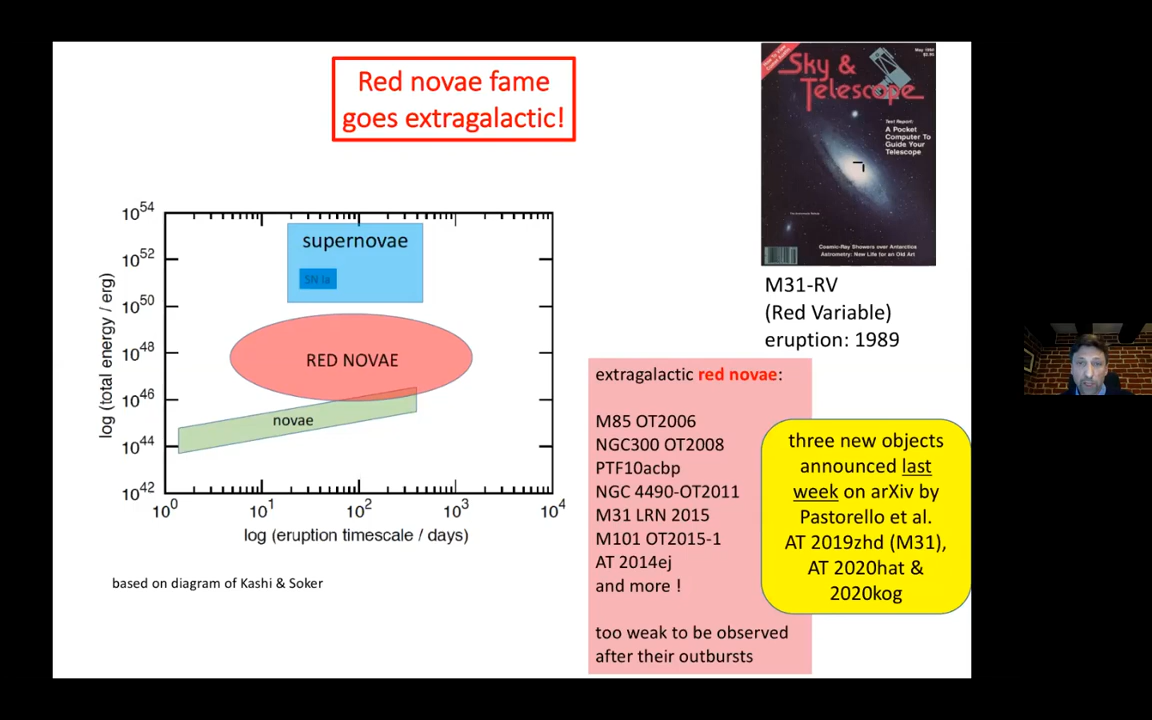 Red novae fame
goes extragalactic!
Sky &
Telescope
May 1988
Test Report:
A Pocket
Computer To
Guide Your
Telescope
Cosmic-Ray Showers over Antarctica
Astrometry: New Life for an Old Art
M31-RV
(Red Variable)
eruption: 1989
10^54
10^52
10^50
10^48
10^46
10^44
10^42
log (total energy / erg)
supernovae
SN Ia
RED NOVAE
novae
10^0 10^1 10^2 10^3 10^4
log (eruption timescale / days)
based on diagram of Kashi & Soker
extragalactic red novae:
M85 OT2006
NGC300 OT2008
PTF10acbp
NGC 4490-OT2011
M31 LRN 2015
M101 OT2015-1
AT 2014ej
and more !
too weak to be observed
after their outbursts
three new objects
announced last
week on arXiv by
Pastorello et al.
AT 2019zhd (M31),
AT 2020hat &
2020kog